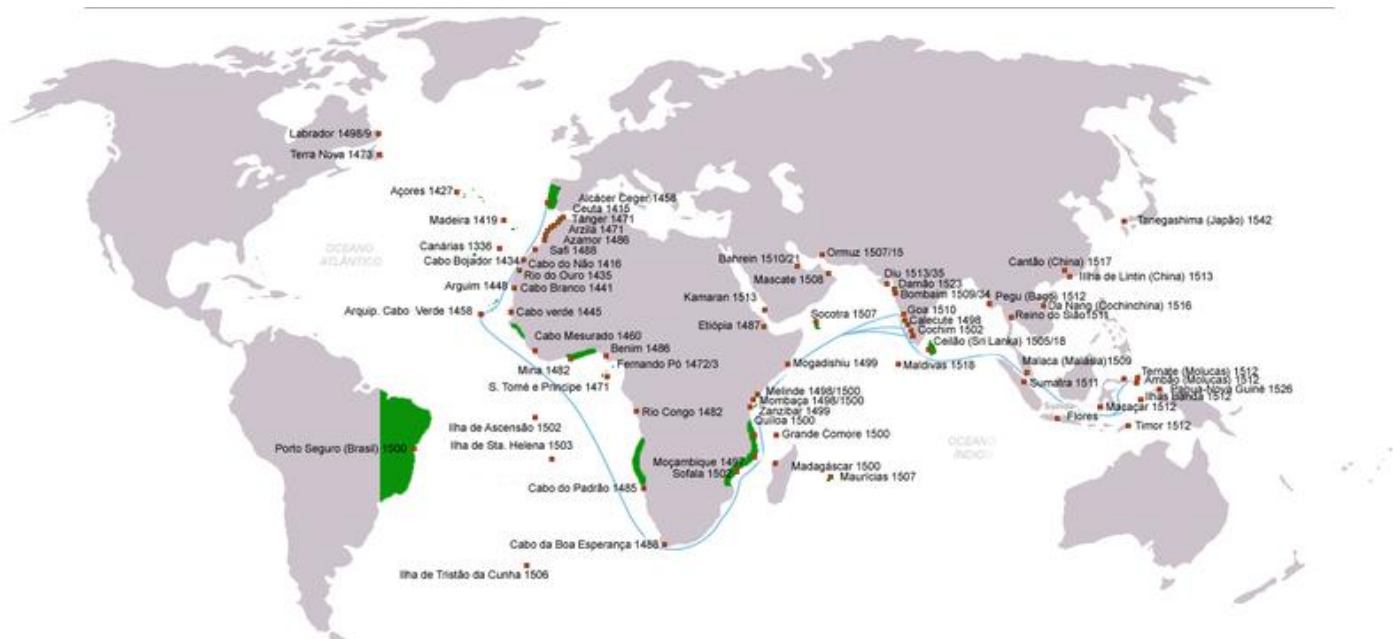 Labrador 1498/9
Terra Nova 1473
Açores 1427
Madeira 1419
Canárias 1336
Cabo Bojador 1434
OCEANO
ATLÂNTICO
Alcácer Ceger 1458
Ceuta 1415
Tânger 1471
Arzila 1471
Azamor 1486
Safi 1488
Cabo do Não 1416
Rio do Ouro 1435
Arguim 1448
Cabo Branco 1441
Arquip. Cabo Verde 1458
Cabo verde 1445
Cabo Mesurado 1460
Benim 1486
Mina 1482
Fernando Pó 1472/3
S. Tomé e Principe 1471
Rio Congo 1482
Ilha de Ascensão 1502
Ilha de Sta. Helena 1503
Porto Seguro (Brasil) 1500
Cabo do Padrão 1485
Cabo da Boa Esperança 1488
Ilha de Tristão da Cunha 1506
Ormuz 1507/15
Bahrein 1510/21
Mascate 1508
Kamaran 1513
Etiópia 1487
Socotra 1507
Mogadishiu 1499
Melinde 1498/1500
Mombaça 1498/1500
Zanzibar 1499
Quiloa 1500
Grande Comore 1500
Moçambique 1497
Sofala 1502
Madagáscar 1500
Maurícias 1507
OCEANO
ÍNDICO
Diu 1513/35
Damão 1523
Bombaim 1509/34
Goa 1510
Calecute 1498
Cochim 1502
Ceilão (Sri Lanka) 1505/18
Maldivas 1518
Tanegashima (Japão) 1542
Cantão (China) 1517
Illha de Lintin (China) 1513
Pegu (Bago) 1512
Da Nang (Cochinchina) 1516
Reino do Sião1511
Malaca (Malásia)1509
Sumatra 1511
Ternate (Molucas) 1512
Ambão (Molucas) 1512
Papua-Nova Guiné 1526
Ilhas Banda 1512
Masaçar 1512
Flores
Timor 1512